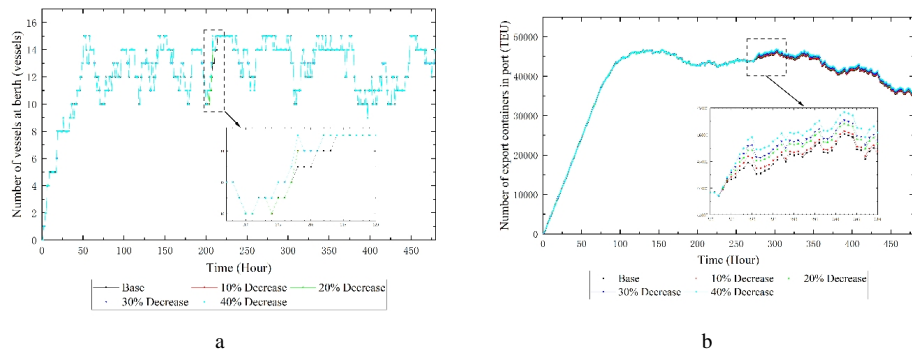 Number of vessels at berth (vessels)
17
16
14
12
10
8
6
4
2
0
0 50 100 150 200 250 300 350 400 450
Time (Hour)
Base 10% Decrease 20% Decrease
30% Decrease 40% Decrease
a
Number of export containers in port (TEU)
50000
40000
30000
20000
10000
0
0 50 100 150 200 250 300 350 400 450
Time (Hour)
Base 10% Decrease 20% Decrease
30% Decrease 40% Decrease
b